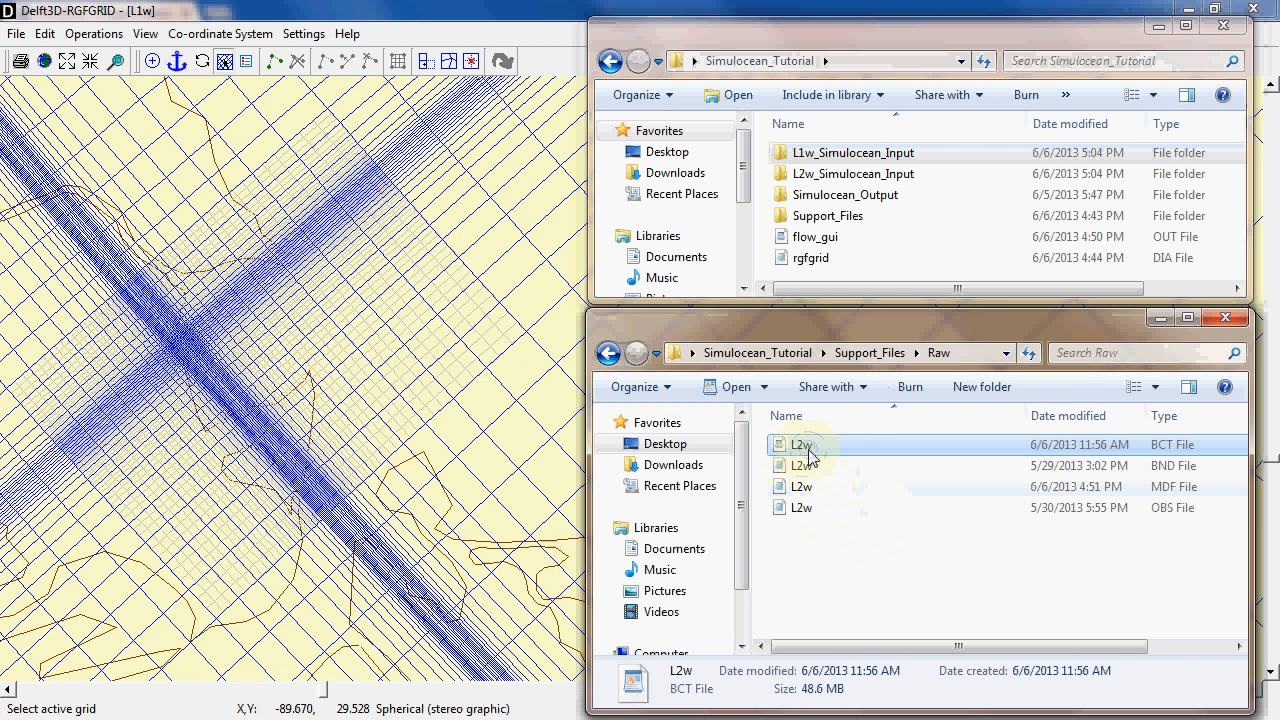 Delft3D-RGFGRID - [L1w]
File Edit Operations View Co-ordinate System Settings Help
Select active grid X,Y: -89.670, 29.528 Spherical (stereo graphic)
Simulocean_Tutorial
Search Simulocean_Tutorial
Organize Open Include in library Share with Burn »
Favorites
Desktop
Downloads
Recent Places
Libraries
Documents
Music
Name Date modified Type
L1w_Simulocean_Input 6/6/2013 5:04 PM File folder
L2w_Simulocean_Input 6/6/2013 5:04 PM File folder
Simulocean_Output 6/5/2013 5:47 PM File folder
Support_Files 6/6/2013 4:43 PM File folder
flow_gui 6/6/2013 4:50 PM OUT File
rgfgrid 6/6/2013 4:44 PM DIA File
Simulocean_Tutorial Support_Files Raw
Search Raw
Organize Open Share with Burn New folder
Favorites
Desktop
Downloads
Recent Places
Libraries
Documents
Music
Pictures
Videos
Computer
Name Date modified Type
L2w 6/6/2013 11:56 AM BCT File
L2w 5/29/2013 3:02 PM BND File
L2w 6/6/2013 4:51 PM MDF File
L2w 5/30/2013 5:55 PM OBS File
L2w Date modified: 6/6/2013 11:56 AM Date created: 6/6/2013 11:56 AM
BCT File Size: 48.6 MB